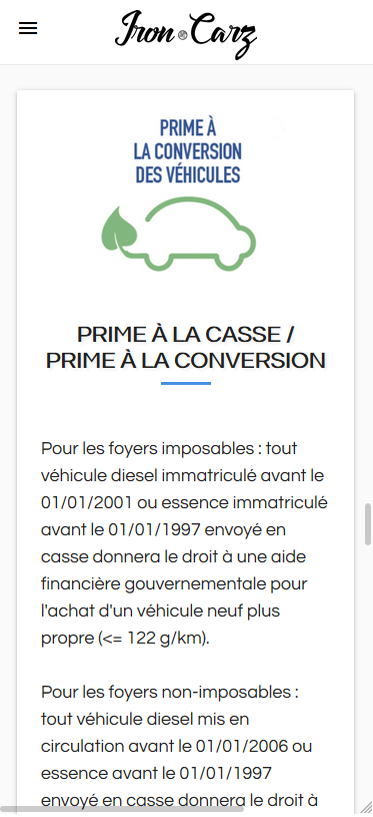 Iron Carz
PRIME À
LA CONVERSION
DES VÉHICULES
PRIME À LA CASSE /
PRIME À LA CONVERSION
Pour les foyers imposables : tout
véhicule diesel immatriculé avant le
01/01/2001 ou essence immatriculé
avant le 01/01/1997 envoyé en
casse donnera le droit à une aide
financière gouvernementale pour
l'achat d'un véhicule neuf plus
propre (<= 122 g/km).
Pour les foyers non-imposables :
tout véhicule diesel mis en
circulation avant le 01/01/2006 ou
essence avant le 01/01/1997
envoyé en casse donnera le droit à